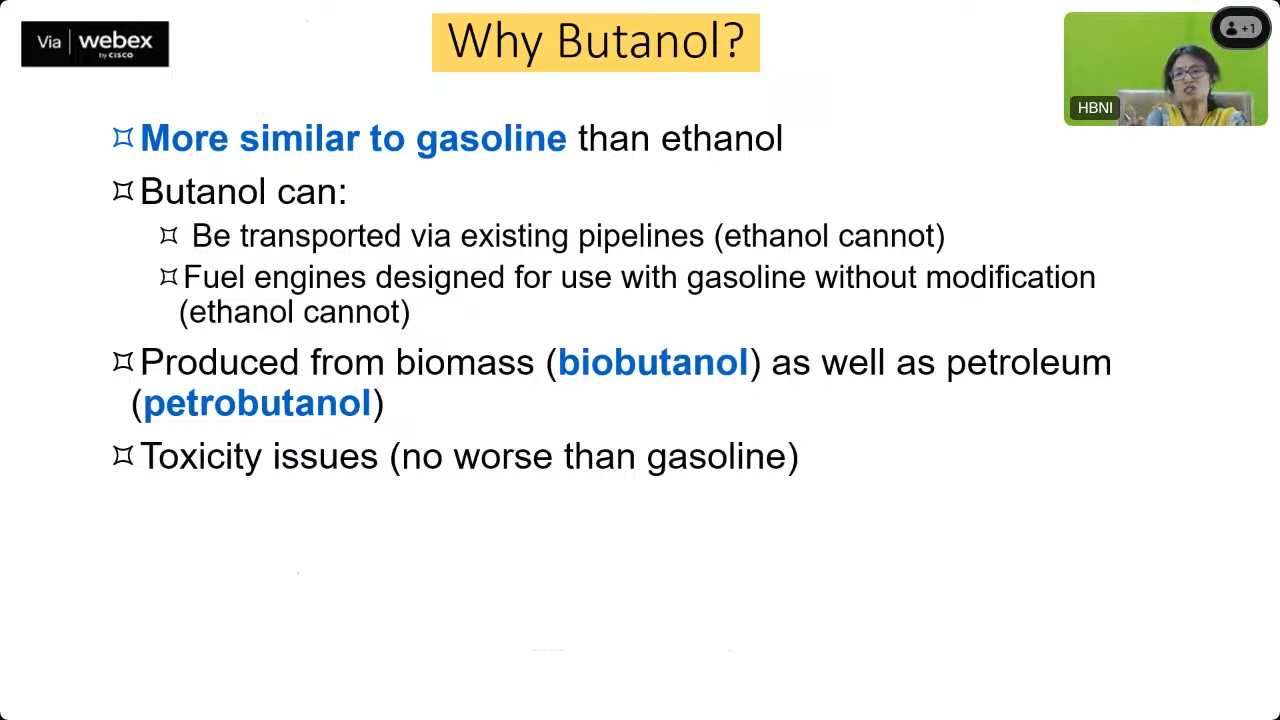 Via webex
by CISCO
Why Butanol?
+1
HBNI
More similar to gasoline than ethanol
Butanol can:
Be transported via existing pipelines (ethanol cannot)
Fuel engines designed for use with gasoline without modification
(ethanol cannot)
Produced from biomass (biobutanol) as well as petroleum
(petrobutanol)
Toxicity issues (no worse than gasoline)